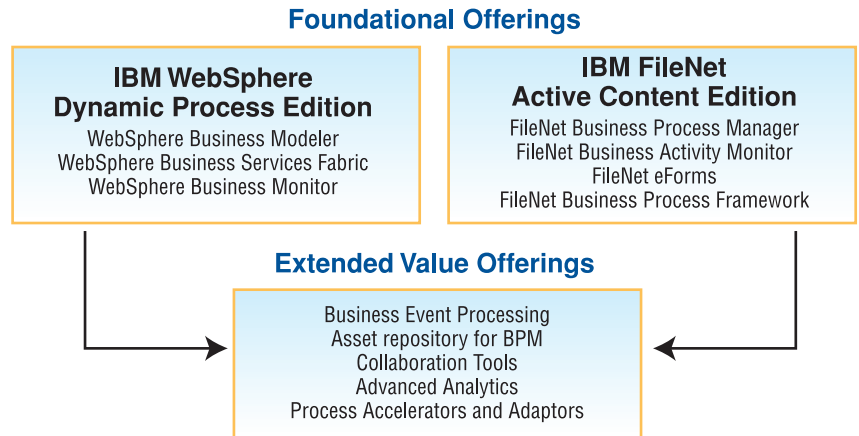 Foundational Offerings
IBM WebSphere
Dynamic Process Edition
WebSphere Business Modeler
WebSphere Business Services Fabric
WebSphere Business Monitor
IBM FileNet
Active Content Edition
FileNet Business Process Manager
FileNet Business Activity Monitor
FileNet eForms
FileNet Business Process Framework
Extended Value Offerings
Business Event Processing
Asset repository for BPM
Collaboration Tools
Advanced Analytics
Process Accelerators and Adaptors